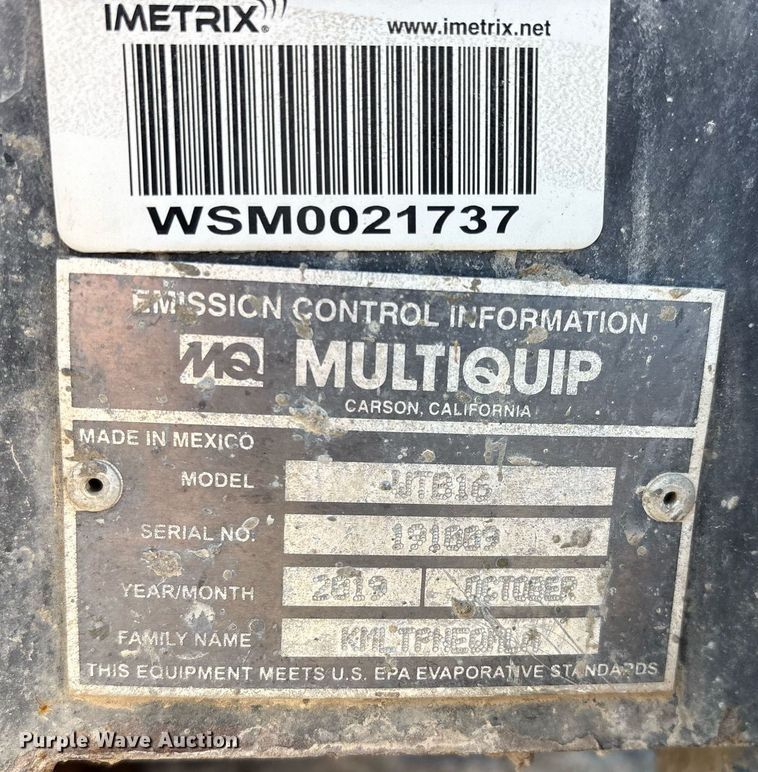 IMETRIX®
www.imetrix.net
WSM0021737
EMISSION CONTROL INFORMATION
MQ MULTIQUIP
CARSON, CALIFORNIA
MADE IN MEXICO
MODEL WTB16
SERIAL NO.
YEAR/MONTH 2019 OCTOBER
FAMILY NAME
THIS EQUIPMENT MEETS U.S. EPA EVAPORATIVE STANDARDS
Purple Wave Auction